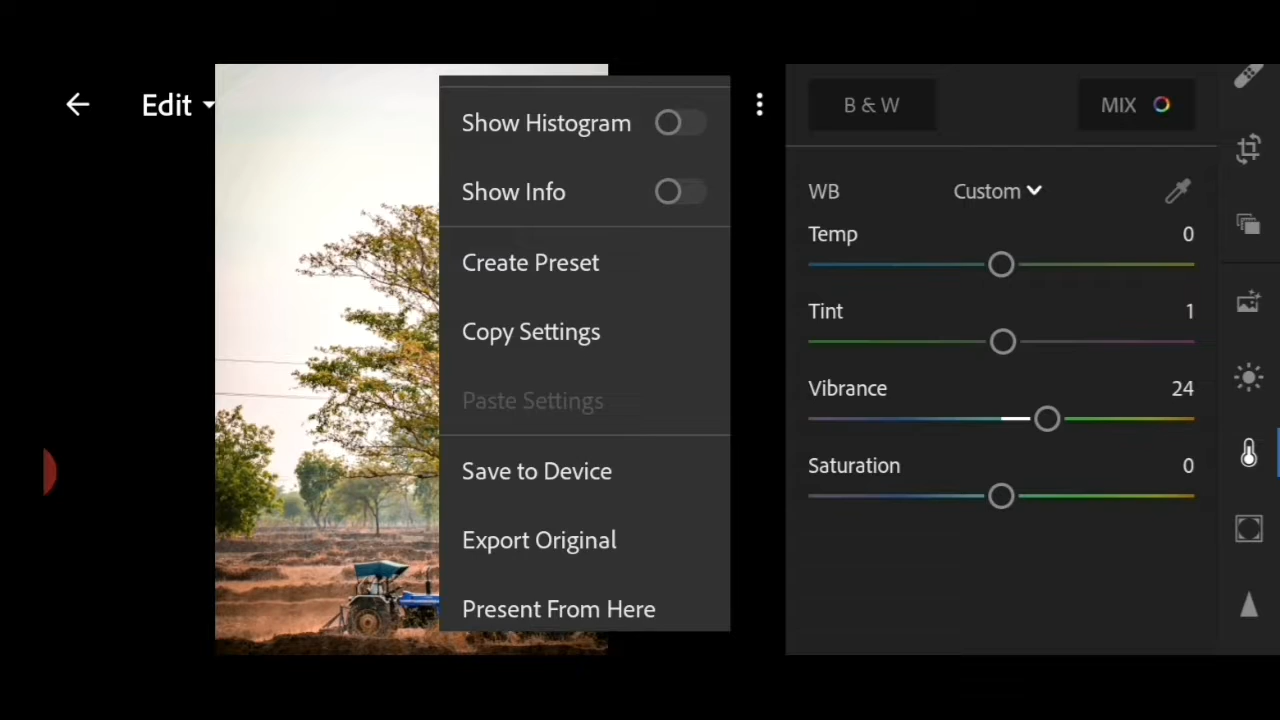 Edit
Show Histogram
Show Info
Create Preset
Copy Settings
Paste Settings
Save to Device
Export Original
Present From Here
B & W
MIX
WB Custom
Temp 0
Tint 1
Vibrance 24
Saturation 0